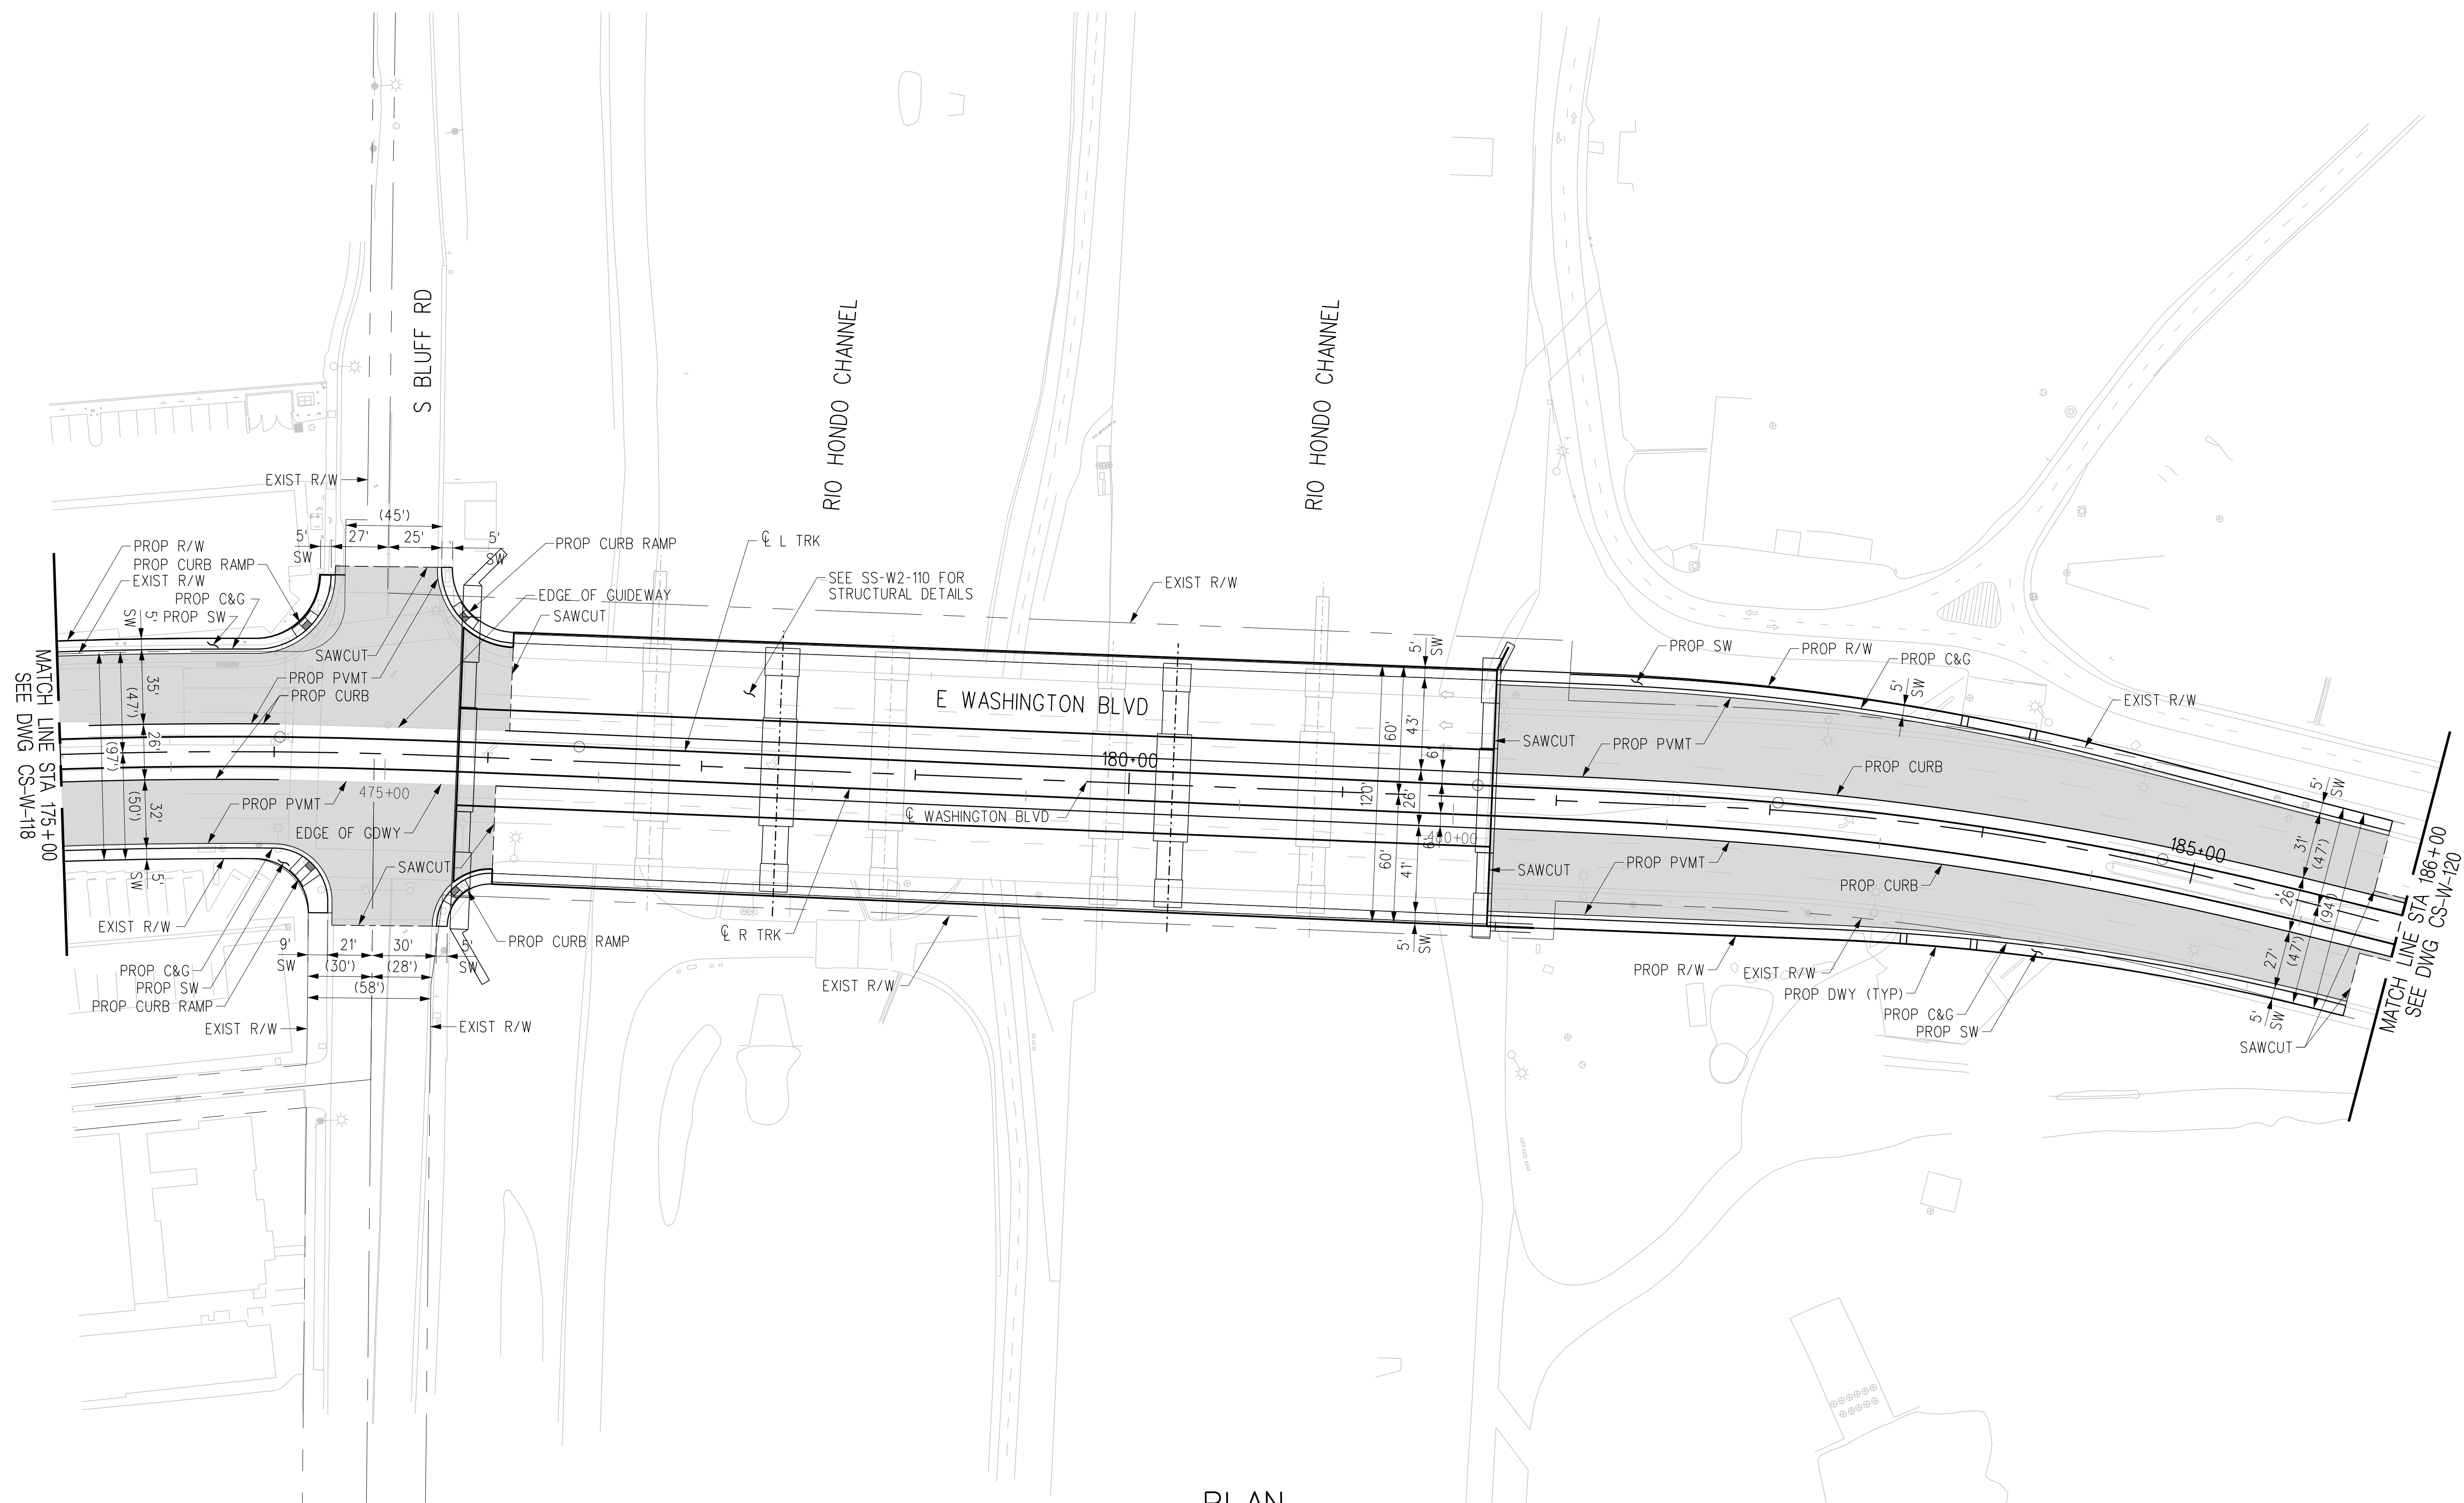 S BLUFF RD
RIO HONDO CHANNEL
RIO HONDO CHANNEL
EXIST R/W
(45')
5'
SW
27'
25'
5'
SW
PROP R/W
PROP CURB RAMP
EXIST R/W
PROP C&G
PROP SW
5'
SW
PROP CURB RAMP
℄ L TRK
SEE SS-W2-110 FOR
STRUCTURAL DETAILS
EDGE OF GUIDEWAY
SAWCUT
EXIST R/W
SAWCUT
PROP PVMT
PROP CURB
MATCH LINE STA 175+00
SEE DWG CS-W-118
35'
(47')
26'
(97')
(50')
32'
5'
SW
PROP PVMT
475+00
EDGE OF GDWY
SAWCUT
EXIST R/W
PROP C&G
PROP SW
PROP CURB RAMP
9'
SW
21'
30'
5'
SW
(30')
(28')
(58')
EXIST R/W
EXIST R/W
PROP CURB RAMP
E WASHINGTON BLVD
180+00
℄ WASHINGTON BLVD
℄ R TRK
EXIST R/W
5'
SW
60'
43'
6'
120'
26'
6'
60'
41'
5'
SW
480+00
SAWCUT
SAWCUT
PROP SW
PROP R/W
PROP C&G
5'
SW
EXIST R/W
PROP PVMT
PROP CURB
PROP PVMT
PROP CURB
185+00
PROP R/W
EXIST R/W
PROP DWY (TYP)
PROP C&G
PROP SW
5'
SW
31'
(47')
26'
(94')
27'
(47')
5'
SW
SAWCUT
MATCH LINE STA 186+00
SEE DWG CS-W-120
PLAN